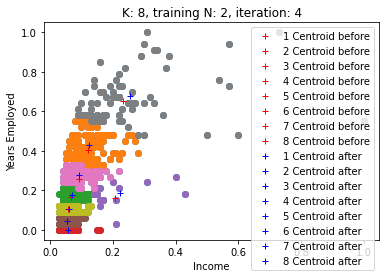 K: 8, training N: 2, iteration: 4
1.0
0.8
0.6
0.4
0.2
0.0
Years Employed
0.0
0.2
0.4
0.6
0.8
1.0
Income
1 Centroid before
2 Centroid before
3 Centroid before
4 Centroid before
5 Centroid before
6 Centroid before
7 Centroid before
8 Centroid before
1 Centroid after
2 Centroid after
3 Centroid after
4 Centroid after
5 Centroid after
6 Centroid after
7 Centroid after
8 Centroid after